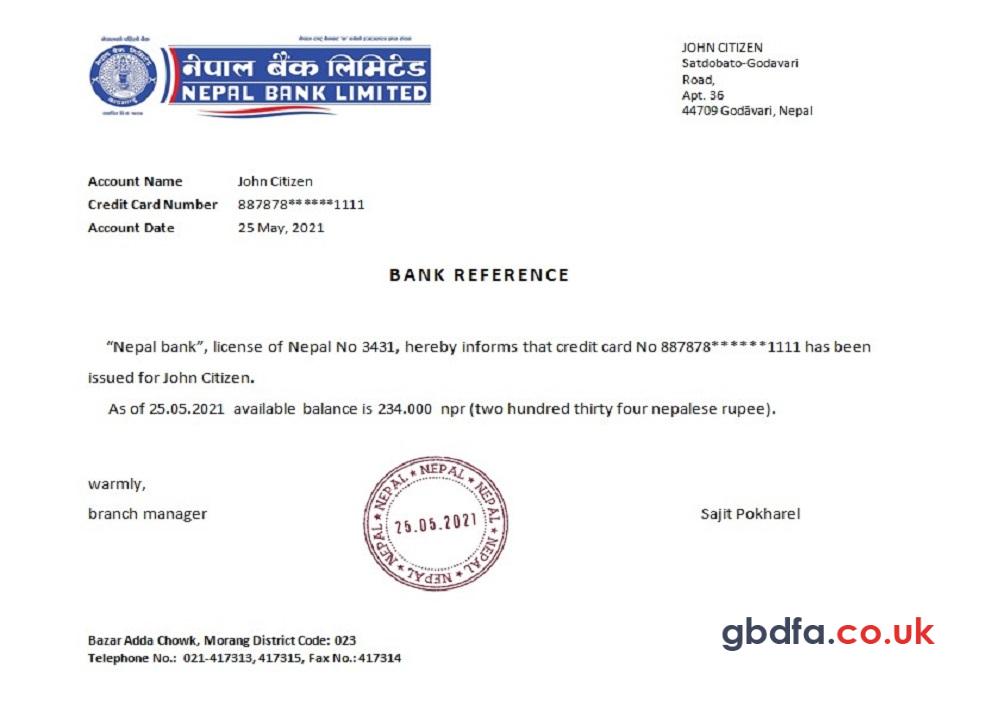 नेपाल बैंक लिमिटेड
NEPAL BANK LIMITED
JOHN CITIZEN
Satdobato-Godavari
Road,
Apt. 36
44709 Godāvari, Nepal
Account Name John Citizen
Credit Card Number 887878******1111
Account Date 25 May, 2021
BANK REFERENCE
“Nepal bank”, license of Nepal No 3431, hereby informs that credit card No 887878******1111 has been
issued for John Citizen.
As of 25.05.2021 available balance is 234.000 npr (two hundred thirty four nepalese rupee).
warmly,
branch manager
NEPAL ★ NEPAL ★ NEPAL ★ NEPAL ★ NEPAL ★ NEPAL ★
25.05.2021
Sajit Pokharel
Bazar Adda Chowk, Morang District Code: 023
Telephone No.: 021-417313, 417315, Fax No.: 417314
gbdfa.co.uk